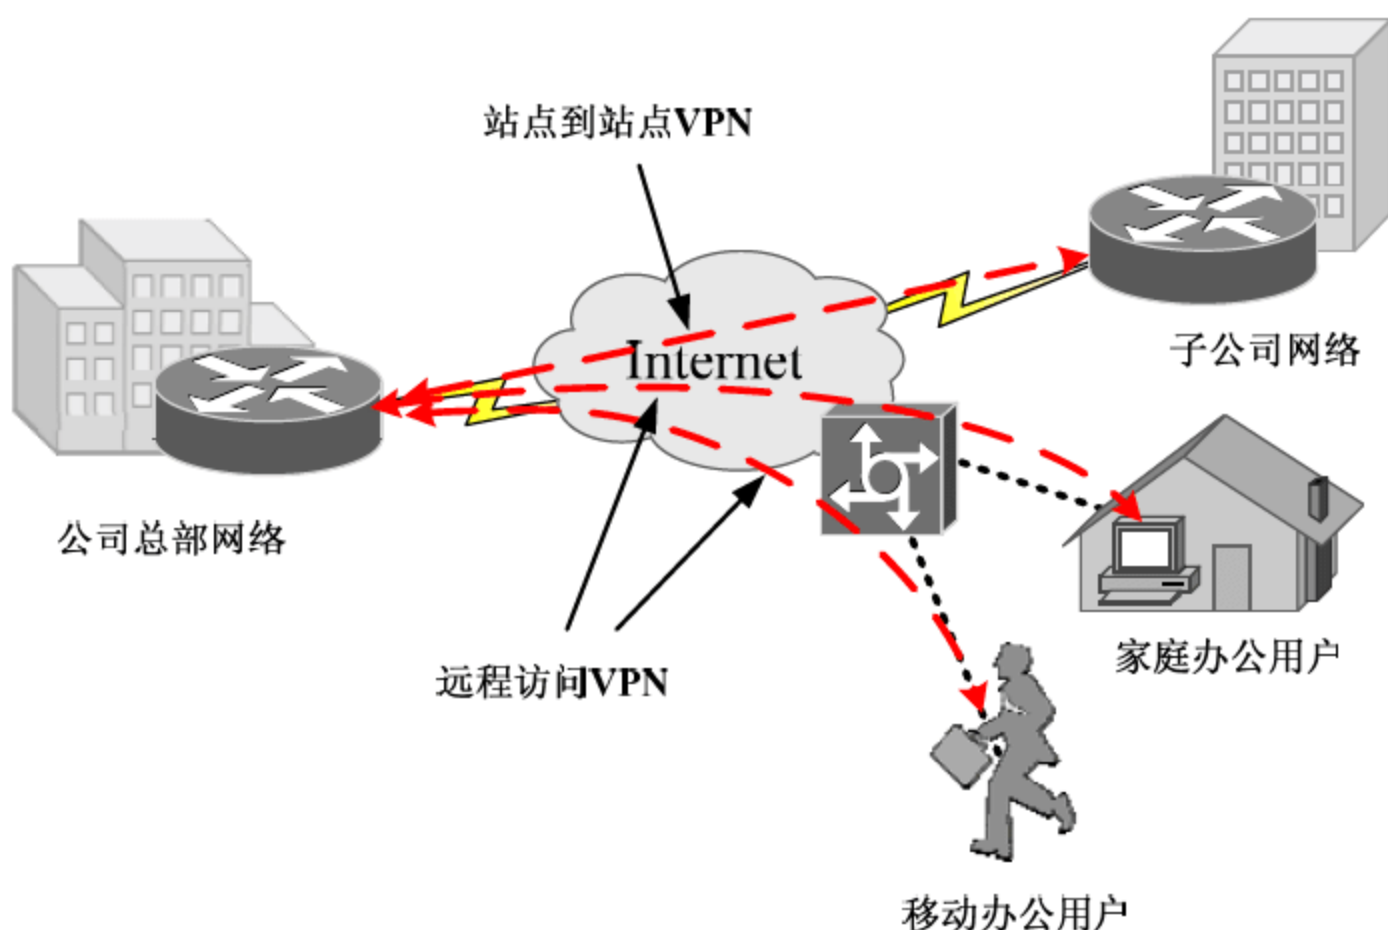 站点到站点VPN
Internet
子公司网络
公司总部网络
远程访问VPN
家庭办公用户
移动办公用户